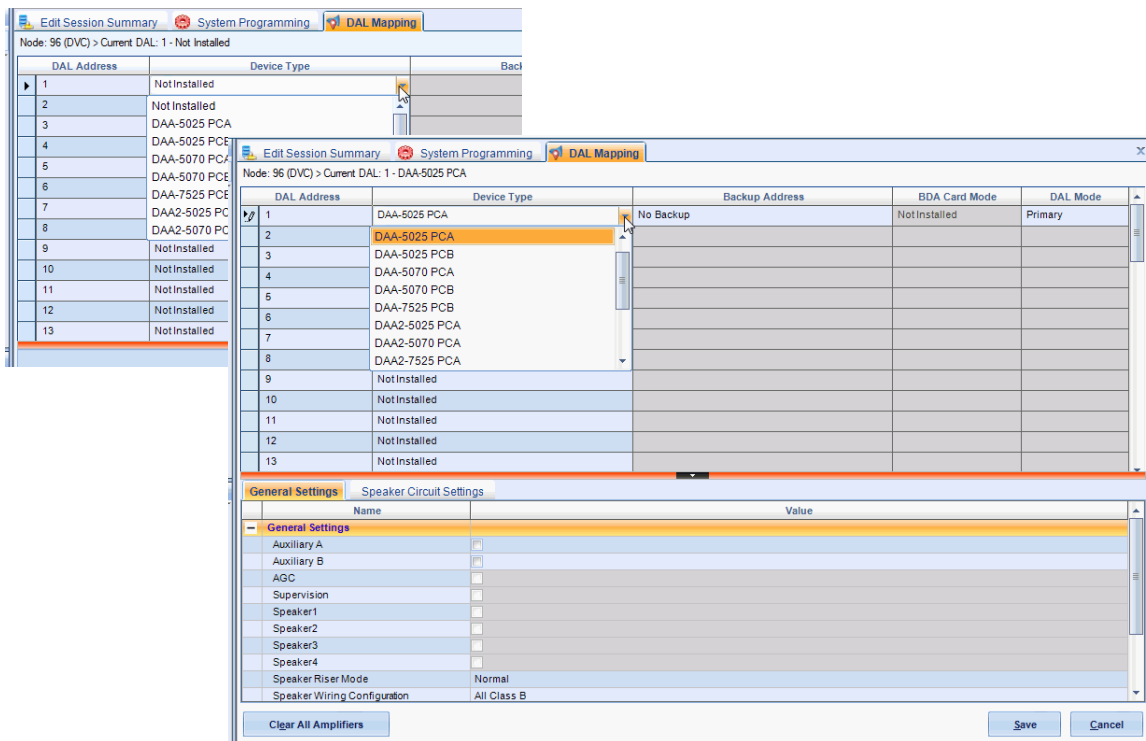 Edit Session Summary System Programming DAL Mapping
Node: 96 (DVC) > Current DAL: 1 - Not Installed
DAL Address Device Type
1 Not Installed
2 Not Installed
3 DAA-5025 PCA
4 DAA-5025 PCB
5 DAA-5070 PCA
6 DAA-5070 PCB
7 DAA-7525 PCB
8 DAA2-5025 PC
DAA2-5070 PC
9 Not Installed
10 Not Installed
11 Not Installed
12 Not Installed
13 Not Installed
Edit Session Summary System Programming DAL Mapping X
Node: 96 (DVC) > Current DAL: 1 - DAA-5025 PCA
DAL Address Device Type Backup Address BDA Card Mode DAL Mode
1 DAA-5025 PCA No Backup Not Installed Primary
2 DAA-5025 PCA
3 DAA-5025 PCB
4 DAA-5070 PCA
5 DAA-5070 PCB
DAA-7525 PCB
6 DAA2-5025 PCA
7 DAA2-5070 PCA
8 DAA2-7525 PCA
9 Not Installed
10 Not Installed
11 Not Installed
12 Not Installed
13 Not Installed
General Settings Speaker Circuit Settings
Name Value
General Settings
Auxiliary A
Auxiliary B
AGC
Supervision
Speaker1
Speaker2
Speaker3
Speaker4
Speaker Riser Mode Normal
Speaker Wiring Configuration All Class B
Clear All Amplifiers Save Cancel